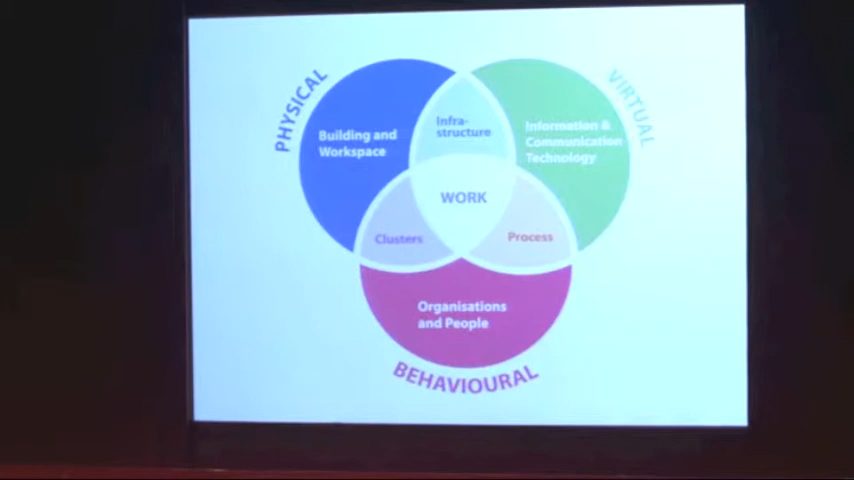 PHYSICAL
VIRTUAL
Building and
Workspace
Infra-
structure
Information &
Communication
Technology
WORK
Clusters
Process
Organisations
and People
BEHAVIOURAL